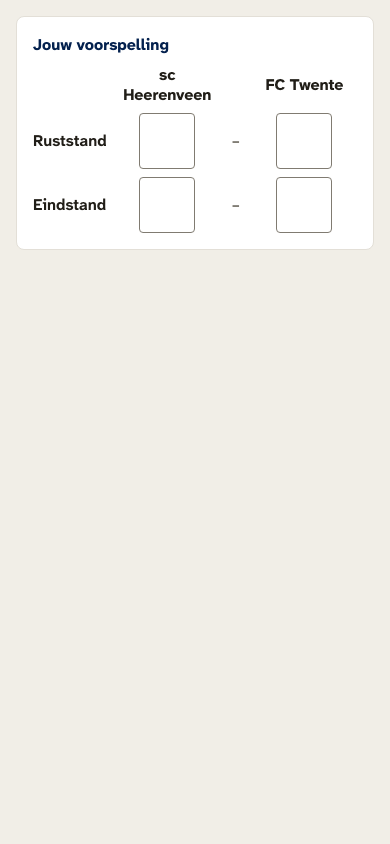 Jouw voorspelling
sc
Heerenveen
FC Twente
Ruststand –
Eindstand –